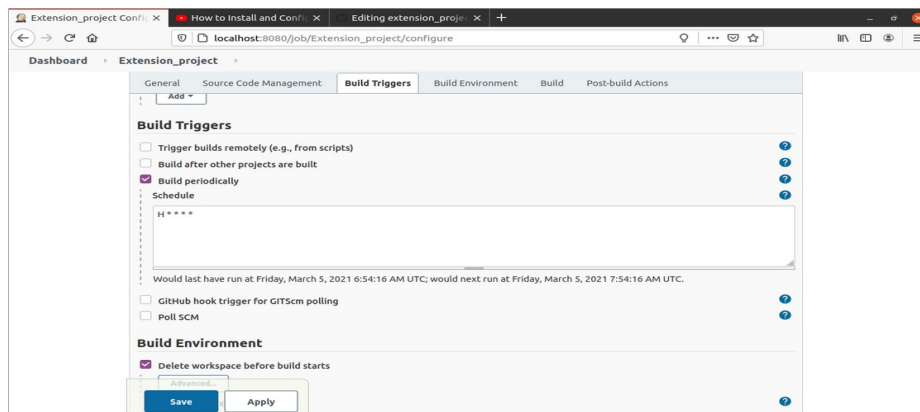 Extension_project Confi
How to Install and Confi
Editing extension_proje
localhost:8080/job/Extension_project/configure
Dashboard
Extension_project
General
Source Code Management
Build Triggers
Build Environment
Build
Post-build Actions
Add
Build Triggers
Trigger builds remotely (e.g., from scripts)
Build after other projects are built
Build periodically
Schedule
H * * * *
Would last have run at Friday, March 5, 2021 6:54:16 AM UTC; would next run at Friday, March 5, 2021 7:54:16 AM UTC.
GitHub hook trigger for GITScm polling
Poll SCM
Build Environment
Delete workspace before build starts
Advanced...
Save
Apply